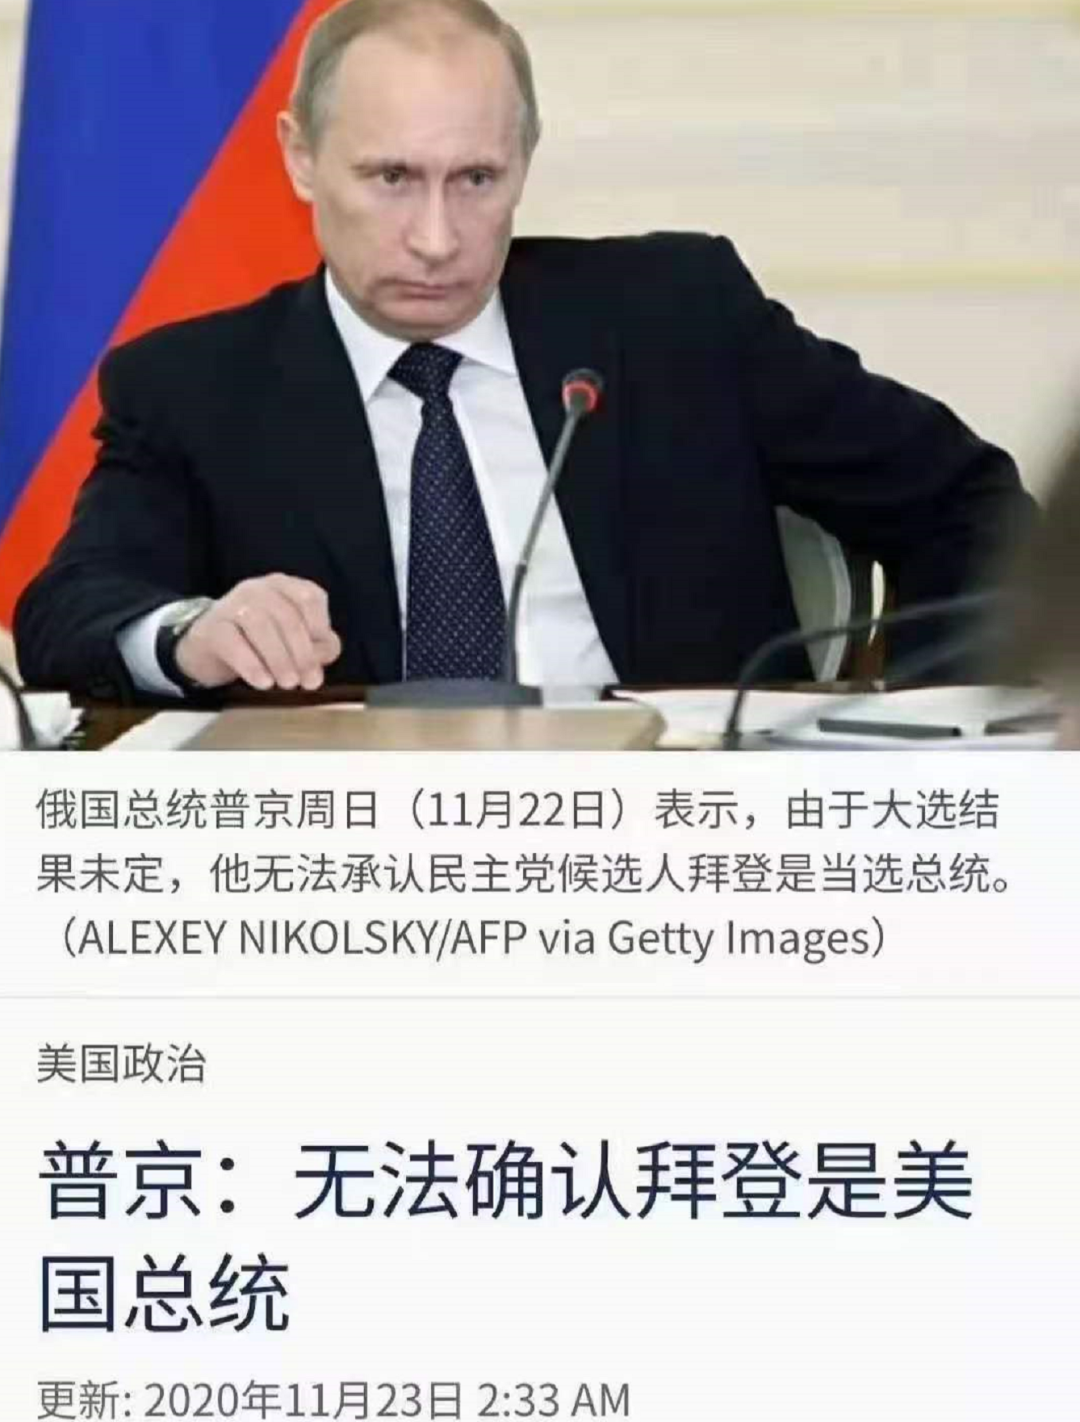 俄国总统普京周日（11月22日）表示，由于大选结
果未定，他无法承认民主党候选人拜登是当选总统。
（ALEXEY NIKOLSKY/AFP via Getty Images）
美国政治
普京：无法确认拜登是美
国总统
更新: 2020年11月23日 2:33 AM